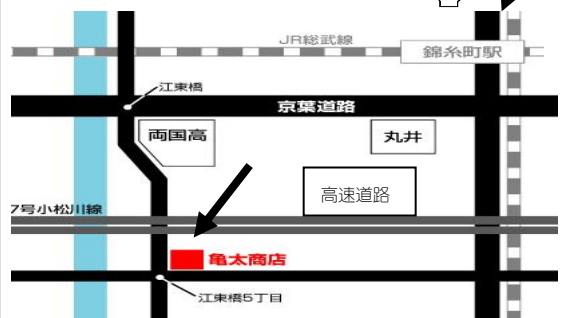 JR総武線
錦糸町駅
江東橋
京葉道路
両国高
丸井
高速道路
7号小松川線
亀太商店
江東橋5丁目